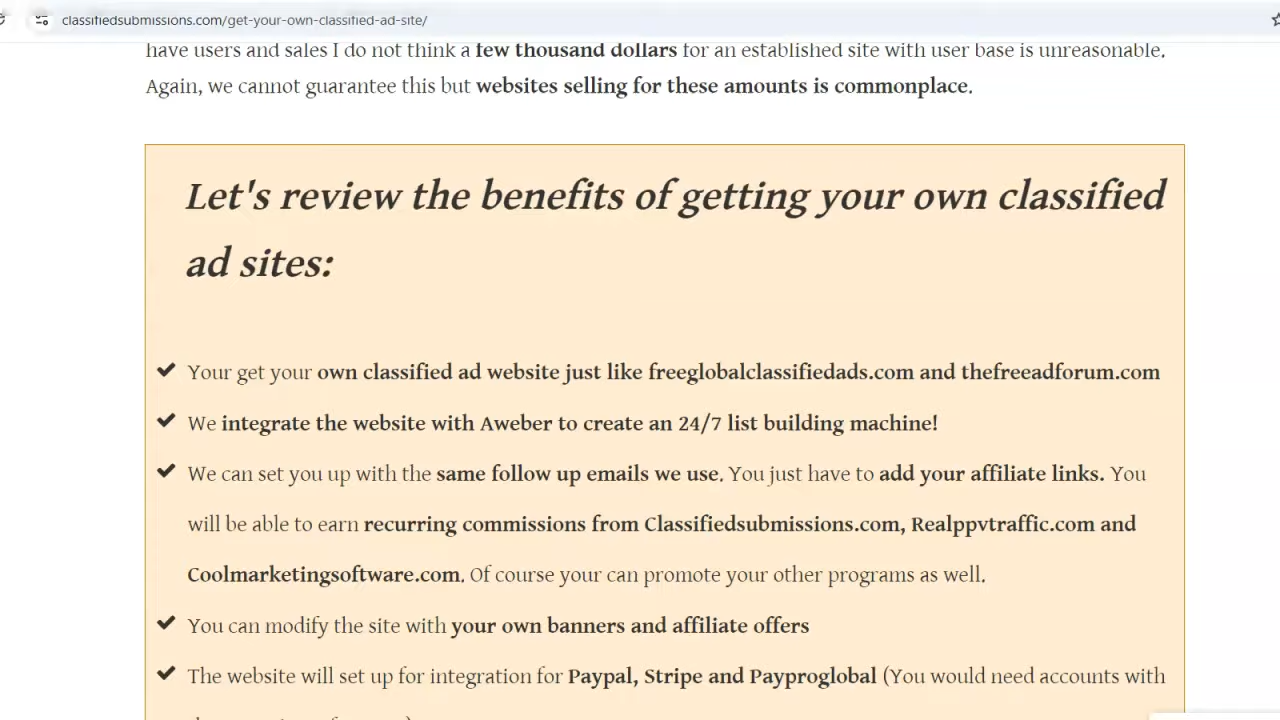 classifiedsubmissions.com/get-your-own-classified-ad-site/
have users and sales I do not think a few thousand dollars for an established site with user base is unreasonable.
Again, we cannot guarantee this but websites selling for these amounts is commonplace.
Let's review the benefits of getting your own classified
ad sites:
Your get your own classified ad website just like freeglobalclassifiedads.com and thefreeadforum.com
We integrate the website with Aweber to create an 24/7 list building machine!
We can set you up with the same follow up emails we use. You just have to add your affiliate links. You
will be able to earn recurring commissions from Classifiedsubmissions.com, Realppvtraffic.com and
Coolmarketingsoftware.com. Of course your can promote your other programs as well.
You can modify the site with your own banners and affiliate offers
The website will set up for integration for Paypal, Stripe and Payproglobal (You would need accounts with